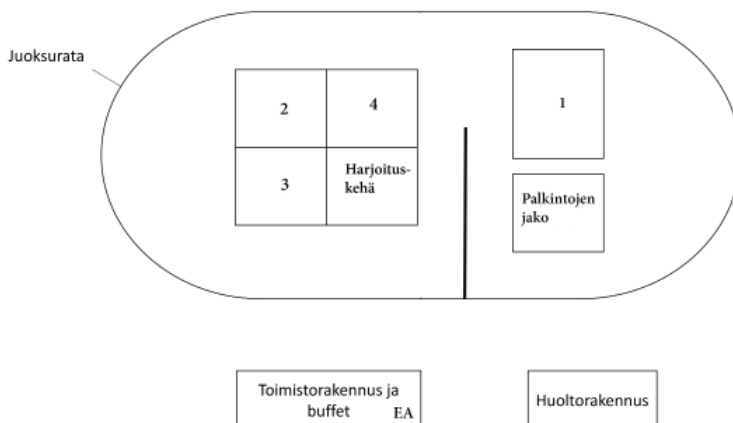 Juoksurata
2
4
1
3
Harjoitus-
kehä
Palkintojen
jako
Toimistorakennus ja
buffet
EA
Huoltorakennus